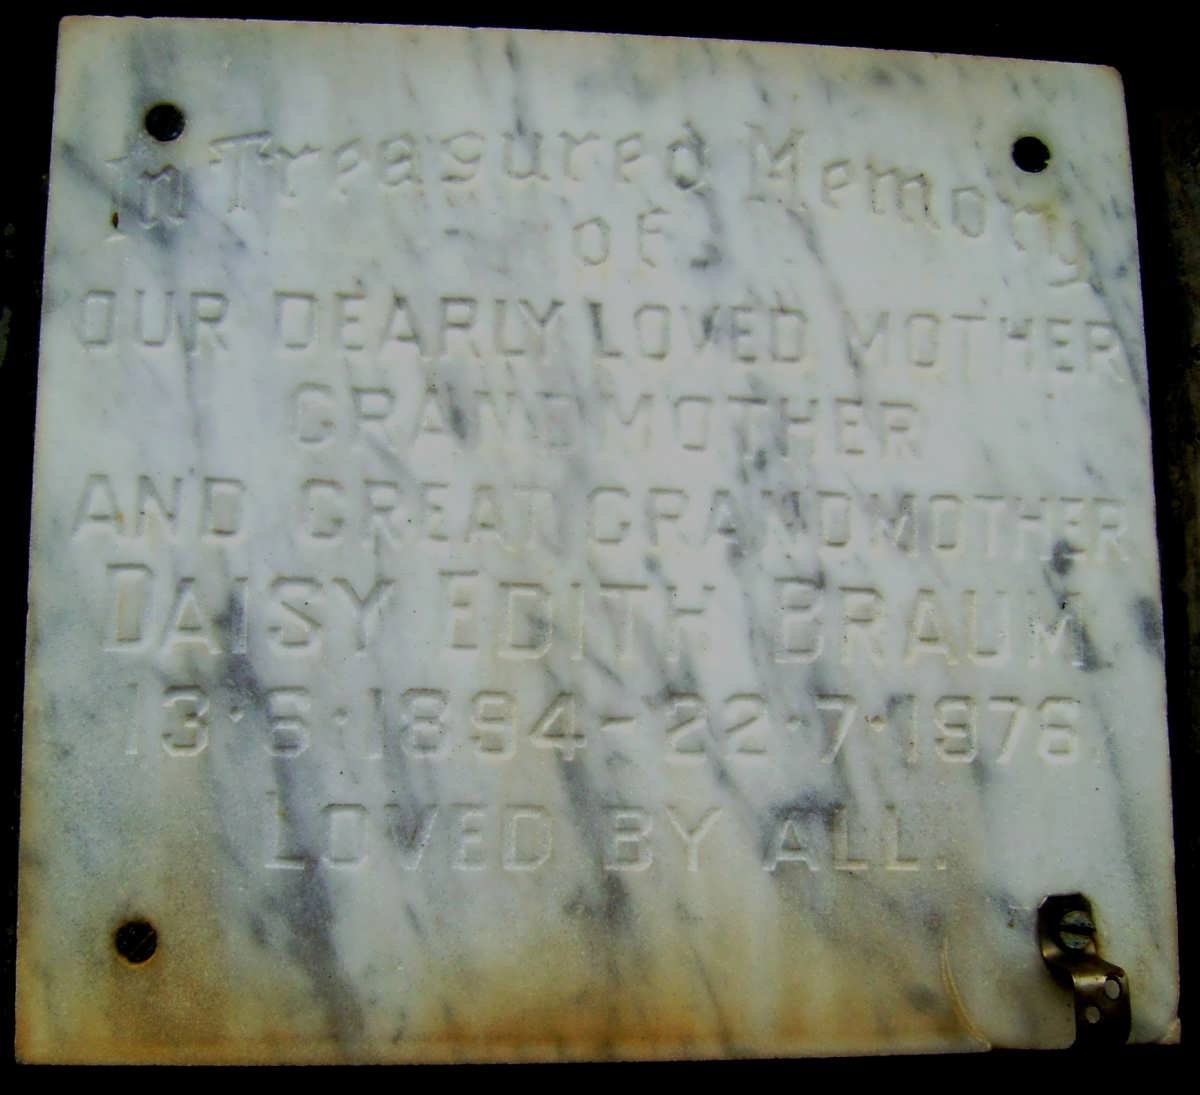 In Treasured Memory
of
OUR DEARLY LOVED MOTHER
GRANDMOTHER
AND GREAT GRANDMOTHER
DAISY EDITH BRAUM
13·6·1894-22·7·1976.
LOVED BY ALL.